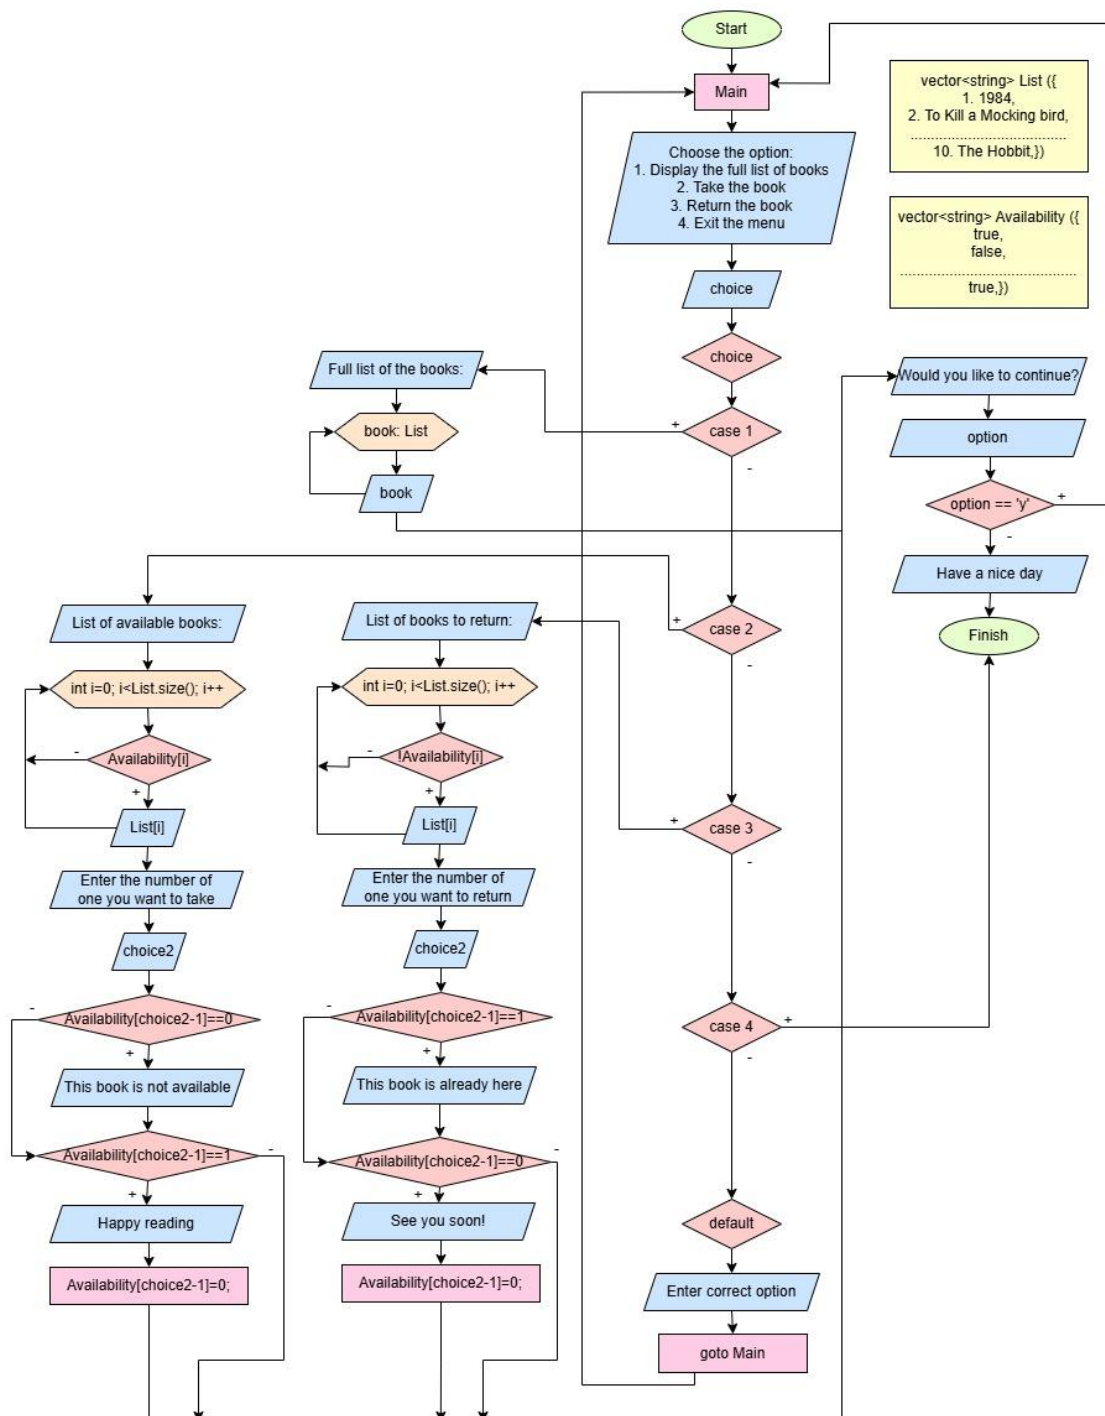 Start
Main
vector<string> List ({
1. 1984,
2. To Kill a Mocking bird,
.......................................
10. The Hobbit,})
Choose the option:
1. Display the full list of books
2. Take the book
3. Return the book
4. Exit the menu
vector<string> Availability ({
true,
false,
.............................................
true,})
choice
choice
Full list of the books:
Would you like to continue?
book: List
+
case 1
-
option
book
option == 'y'
+
-
Have a nice day
List of available books:
List of books to return:
+
case 2
-
Finish
int i=0; i<List.size(); i++
int i=0; i<List.size(); i++
-
Availability[i]
+
-
!Availability[i]
+
List[i]
List[i]
+
case 3
-
Enter the number of
one you want to take
Enter the number of
one you want to return
choice2
choice2
-
Availability[choice2-1]==0
+
-
Availability[choice2-1]==1
+
case 4
+
-
This book is not available
This book is already here
Availability[choice2-1]==1
-
+
Availability[choice2-1]==0
-
+
Happy reading
See you soon!
default
Availability[choice2-1]=0;
Availability[choice2-1]=0;
Enter correct option
goto Main